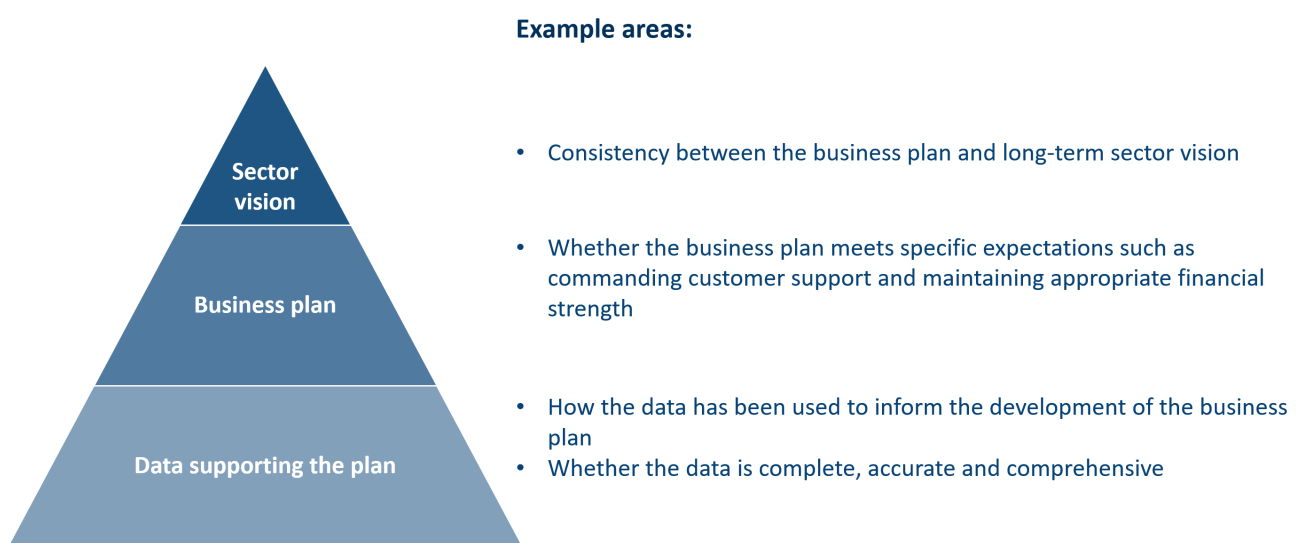 Example areas:
Sector
vision
• Consistency between the business plan and long-term sector vision
Business plan
• Whether the business plan meets specific expectations such as
commanding customer support and maintaining appropriate financial
strength
Data supporting the plan
• How the data has been used to inform the development of the business
plan
• Whether the data is complete, accurate and comprehensive